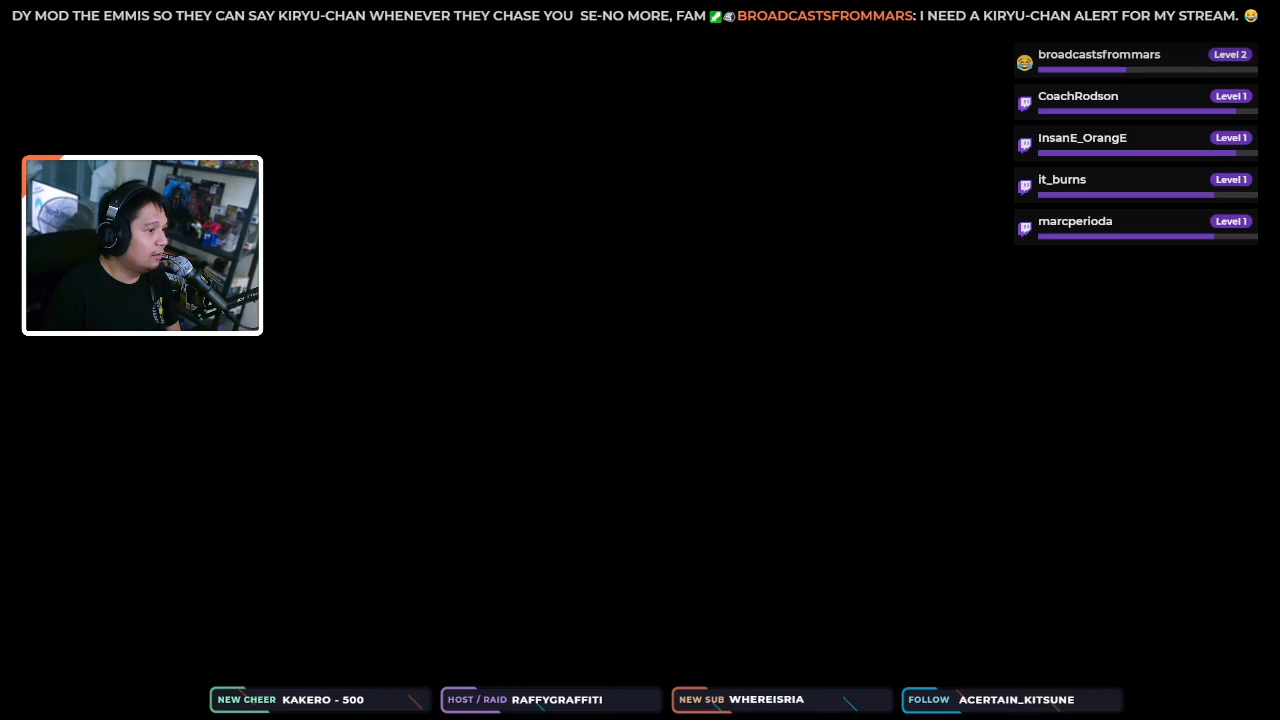 DY MOD THE EMMIS SO THEY CAN SAY KIRYU-CHAN WHENEVER THEY CHASE YOU SE-NO MORE, FAM BROADCASTSFROMMARS: I NEED A KIRYU-CHAN ALERT FOR MY STREAM. 😂
broadcastsfrommars Level 2
CoachRodson Level 1
InsanE_OrangE Level 1
it_burns Level 1
marcperioda Level 1
NEW CHEER KAKERO - 500 HOST / RAID RAFFYGRAFFITI NEW SUB WHEREISRIA FOLLOW ACERTAIN_KITSUNE